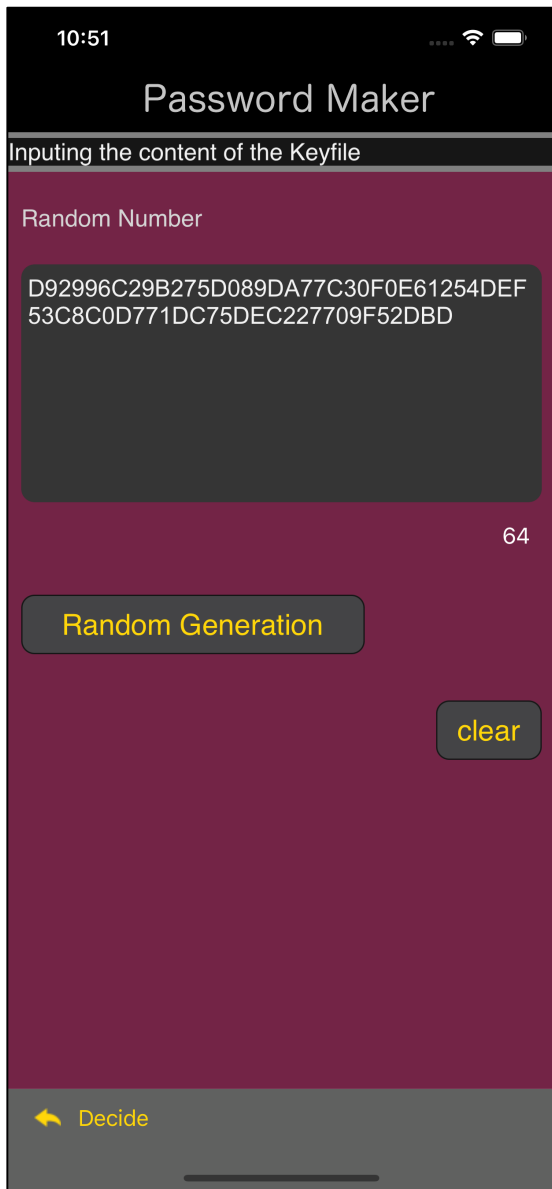 10:51
Password Maker
Inputing the content of the Keyfile
Random Number
D92996C29B275D089DA77C30F0E61254DEF
53C8C0D771DC75DEC227709F52DBD
64
Random Generation
clear
Decide